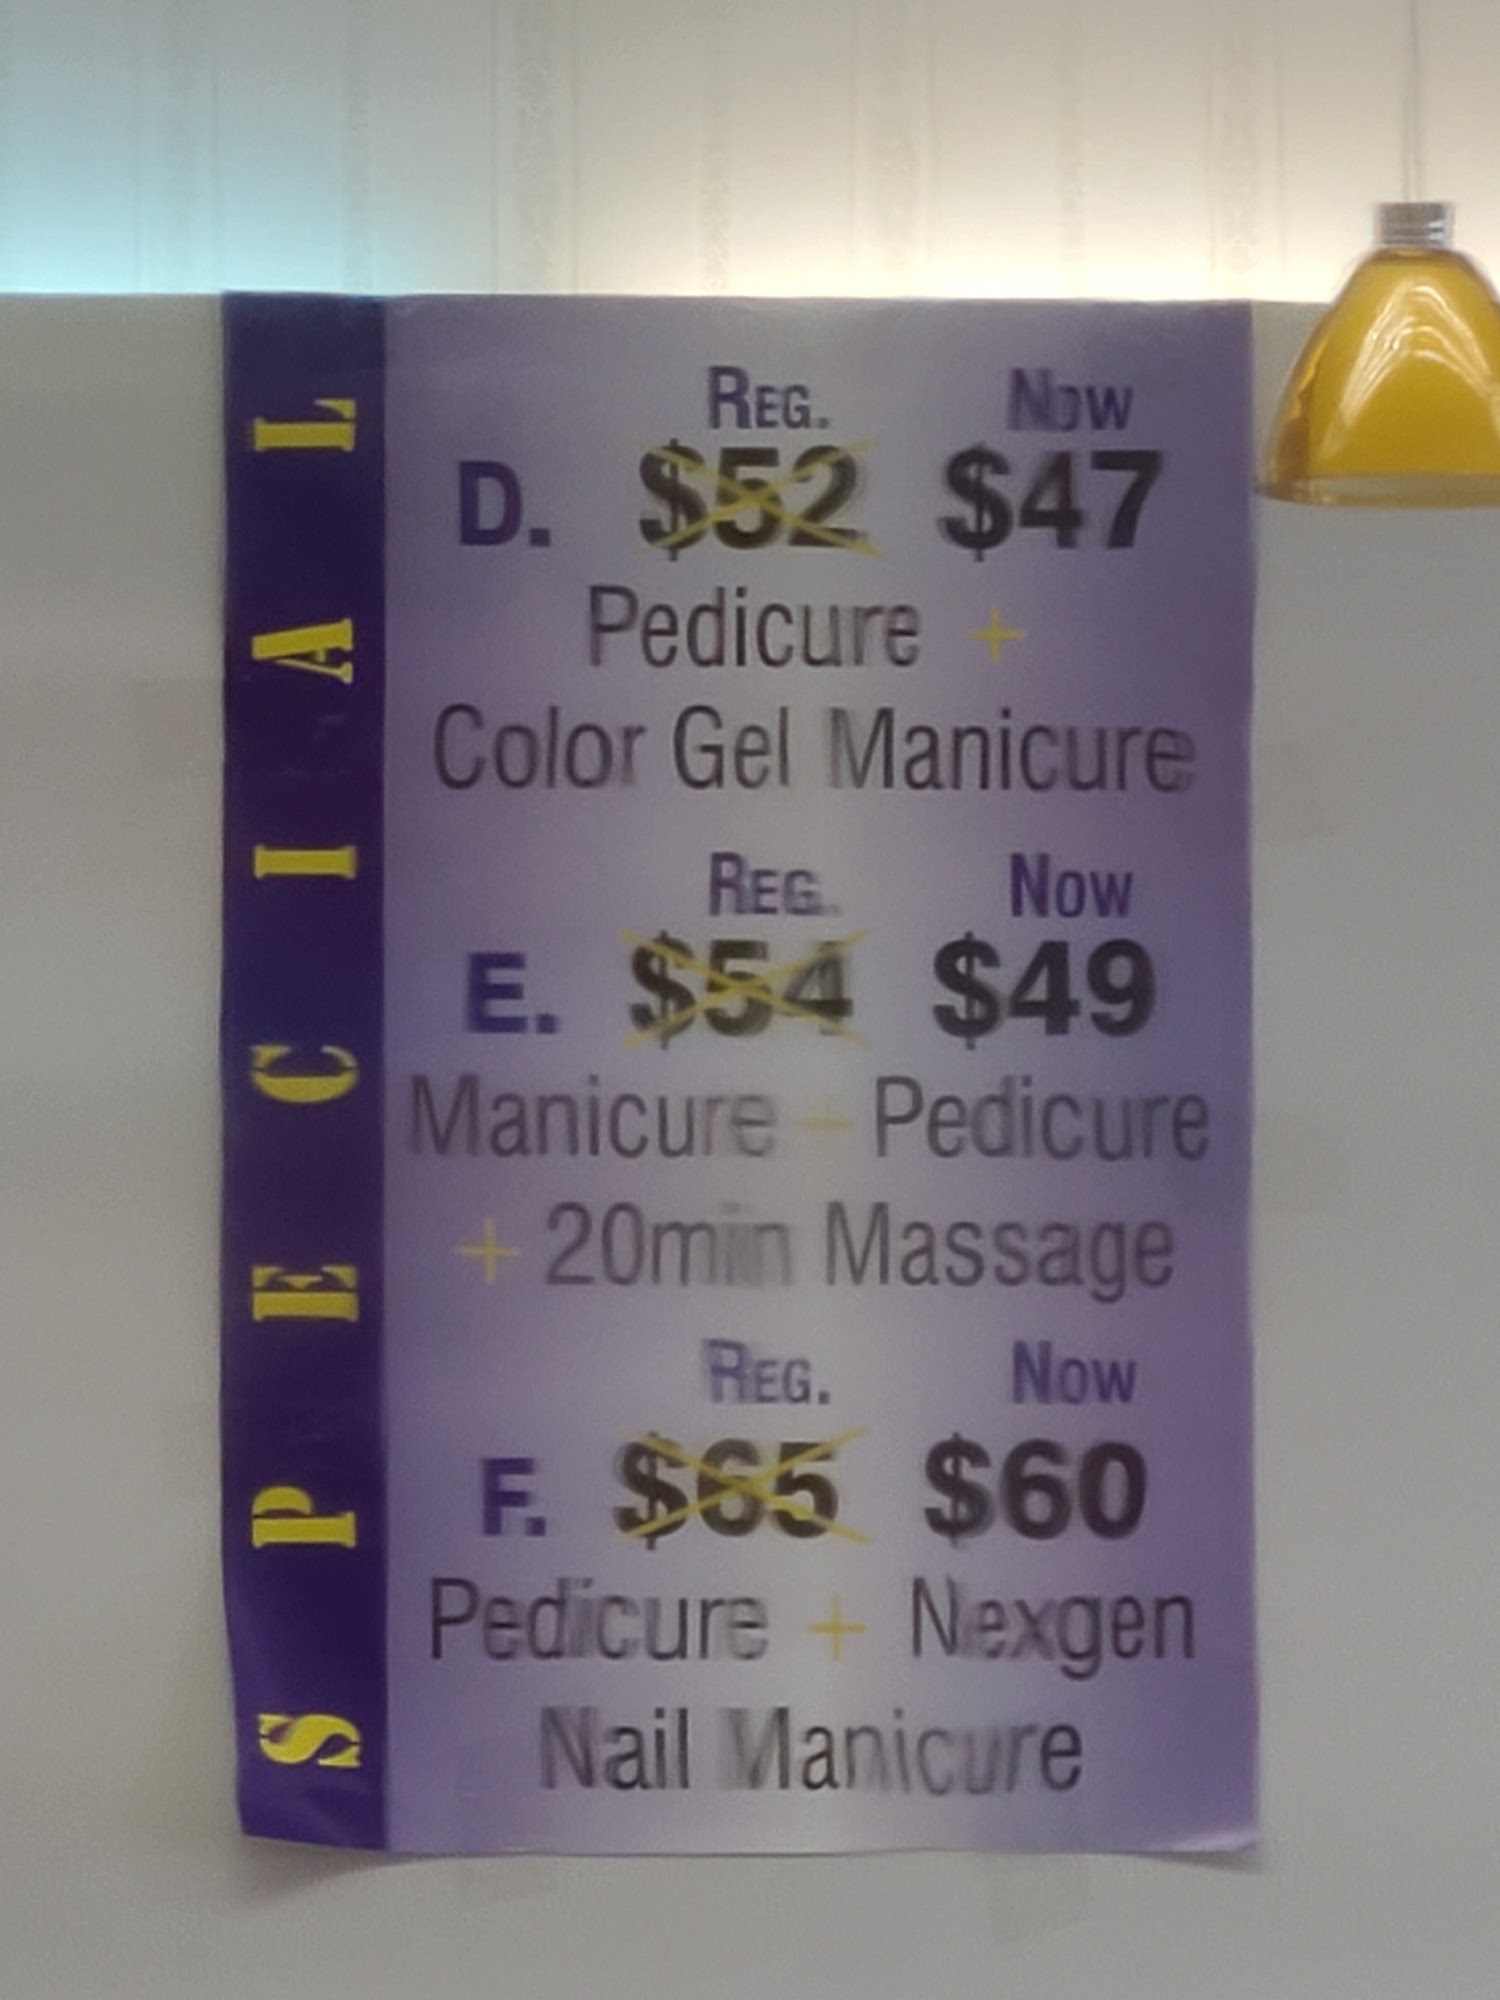 SPECIAL
REG. NOW
D. $52 $47
Pedicure +
Color Gel Manicure
REG. NOW
E. $54 $49
Manicure + Pedicure
+ 20min Massage
REG. NOW
F. $65 $60
Pedicure + Nexgen
Nail Manicure